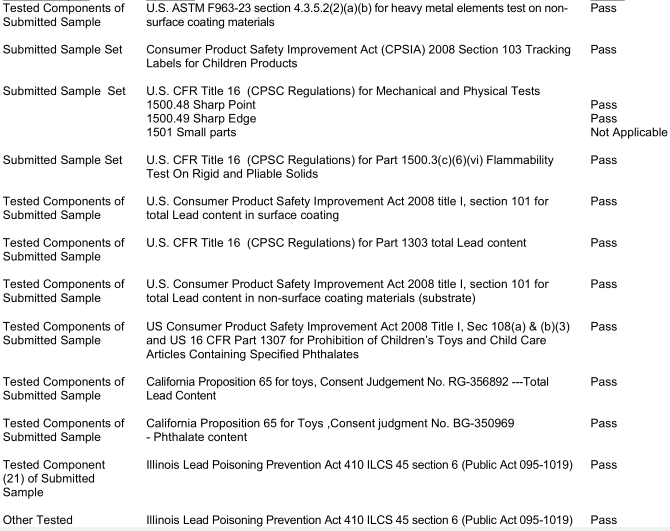 Tested Components of U.S. ASTM F963-23 section 4.3.5.2(2)(a)(b) for heavy metal elements test on non- Pass
Submitted Sample surface coating materials
Submitted Sample Set Consumer Product Safety Improvement Act (CPSIA) 2008 Section 103 Tracking Pass
Labels for Children Products
Submitted Sample Set U.S. CFR Title 16 (CPSC Regulations) for Mechanical and Physical Tests
1500.48 Sharp Point Pass
1500.49 Sharp Edge Pass
1501 Small parts Not Applicable
Submitted Sample Set U.S. CFR Title 16 (CPSC Regulations) for Part 1500.3(c)(6)(vi) Flammability Pass
Test On Rigid and Pliable Solids
Tested Components of U.S. Consumer Product Safety Improvement Act 2008 title I, section 101 for Pass
Submitted Sample total Lead content in surface coating
Tested Components of U.S. CFR Title 16 (CPSC Regulations) for Part 1303 total Lead content Pass
Submitted Sample
Tested Components of U.S. Consumer Product Safety Improvement Act 2008 title I, section 101 for Pass
Submitted Sample total Lead content in non-surface coating materials (substrate)
Tested Components of US Consumer Product Safety Improvement Act 2008 Title I, Sec 108(a) & (b)(3) Pass
Submitted Sample and US 16 CFR Part 1307 for Prohibition of Children's Toys and Child Care
Articles Containing Specified Phthalates
Tested Components of California Proposition 65 for toys, Consent Judgement No. RG-356892 ---Total Pass
Submitted Sample Lead Content
Tested Components of California Proposition 65 for Toys ,Consent judgment No. BG-350969 Pass
Submitted Sample - Phthalate content
Tested Component Illinois Lead Poisoning Prevention Act 410 ILCS 45 section 6 (Public Act 095-1019) Pass
(21) of Submitted
Sample
Other Tested Illinois Lead Poisoning Prevention Act 410 ILCS 45 section 6 (Public Act 095-1019) Pass